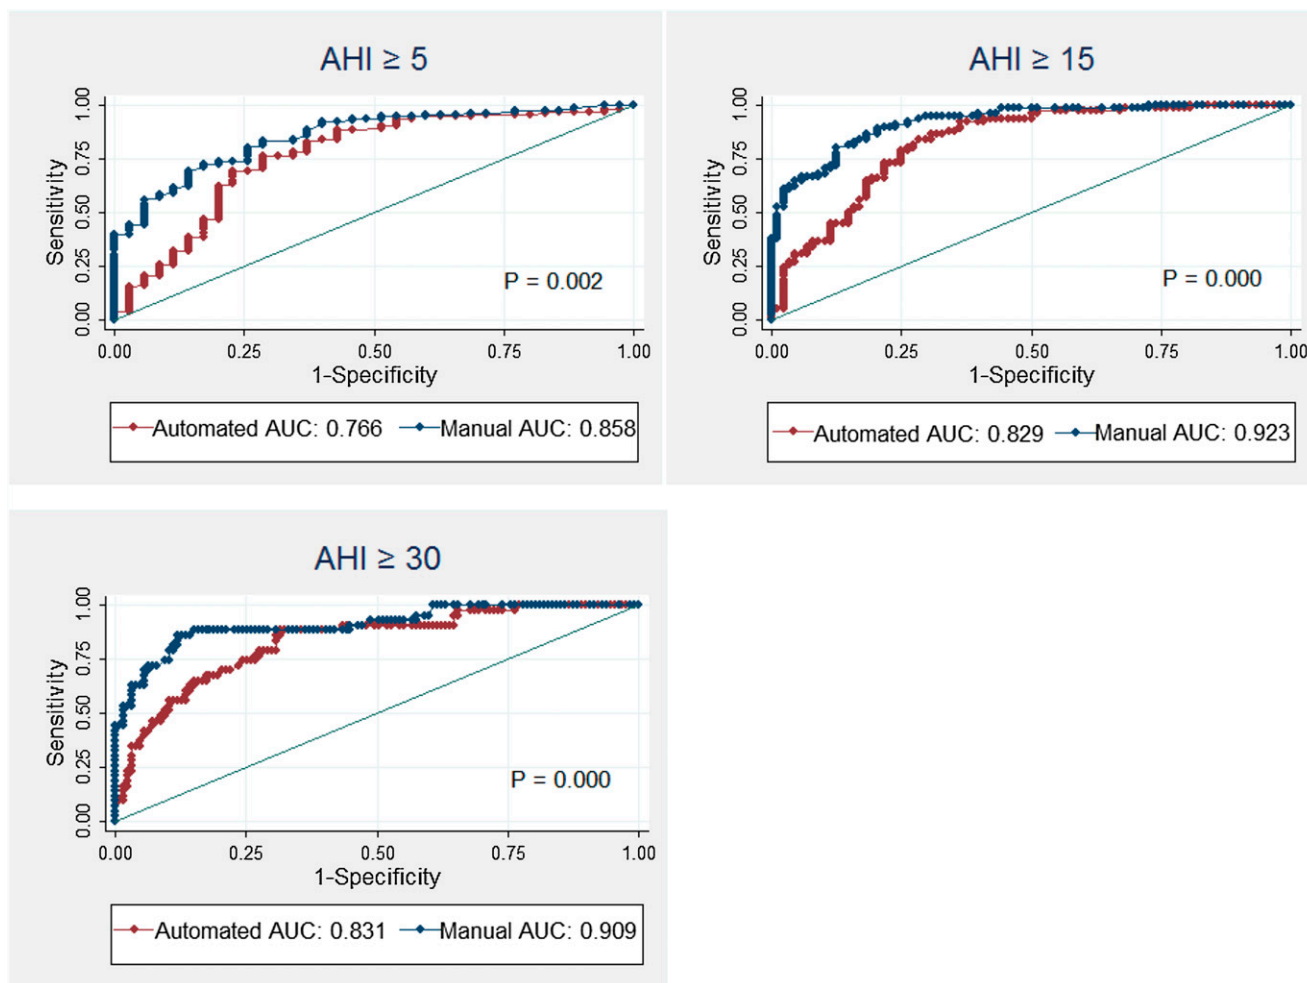 AHI ≥ 5
Sensitivity
0.00 0.25 0.50 0.75 1.00
P = 0.002
0.00 0.25 0.50 0.75 1.00
1-Specificity
Automated AUC: 0.766 Manual AUC: 0.858
AHI ≥ 15
Sensitivity
0.00 0.25 0.50 0.75 1.00
P = 0.000
0.00 0.25 0.50 0.75 1.00
1-Specificity
Automated AUC: 0.829 Manual AUC: 0.923
AHI ≥ 30
Sensitivity
0.00 0.25 0.50 0.75 1.00
P = 0.000
0.00 0.25 0.50 0.75 1.00
1-Specificity
Automated AUC: 0.831 Manual AUC: 0.909